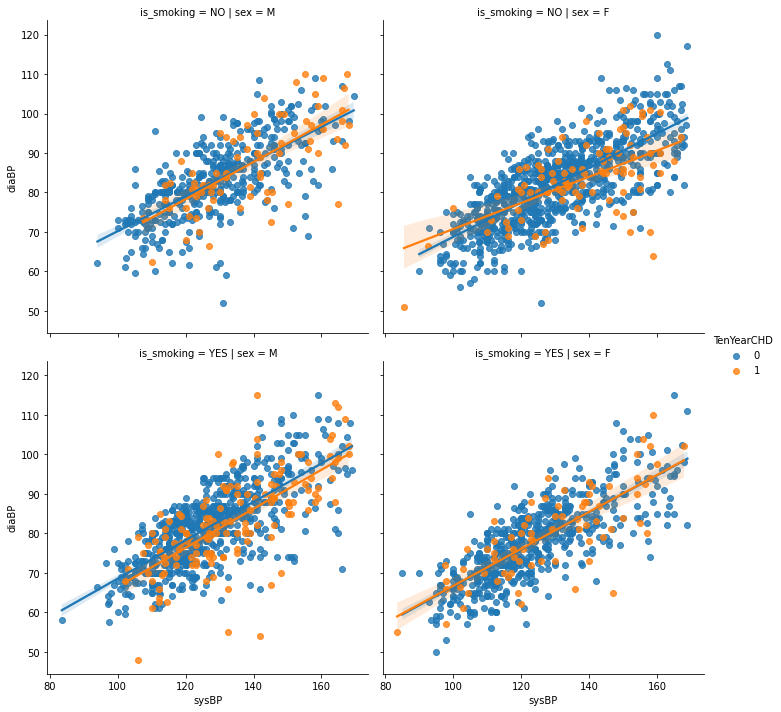 is_smoking = NO | sex = M
is_smoking = NO | sex = F
120
110
100
90
80
70
60
50
diaBP
TenYearCHD
0
1
is_smoking = YES | sex = M
is_smoking = YES | sex = F
120
110
100
90
80
70
60
50
diaBP
80 100 120 140 160
80 100 120 140 160
sysBP
sysBP